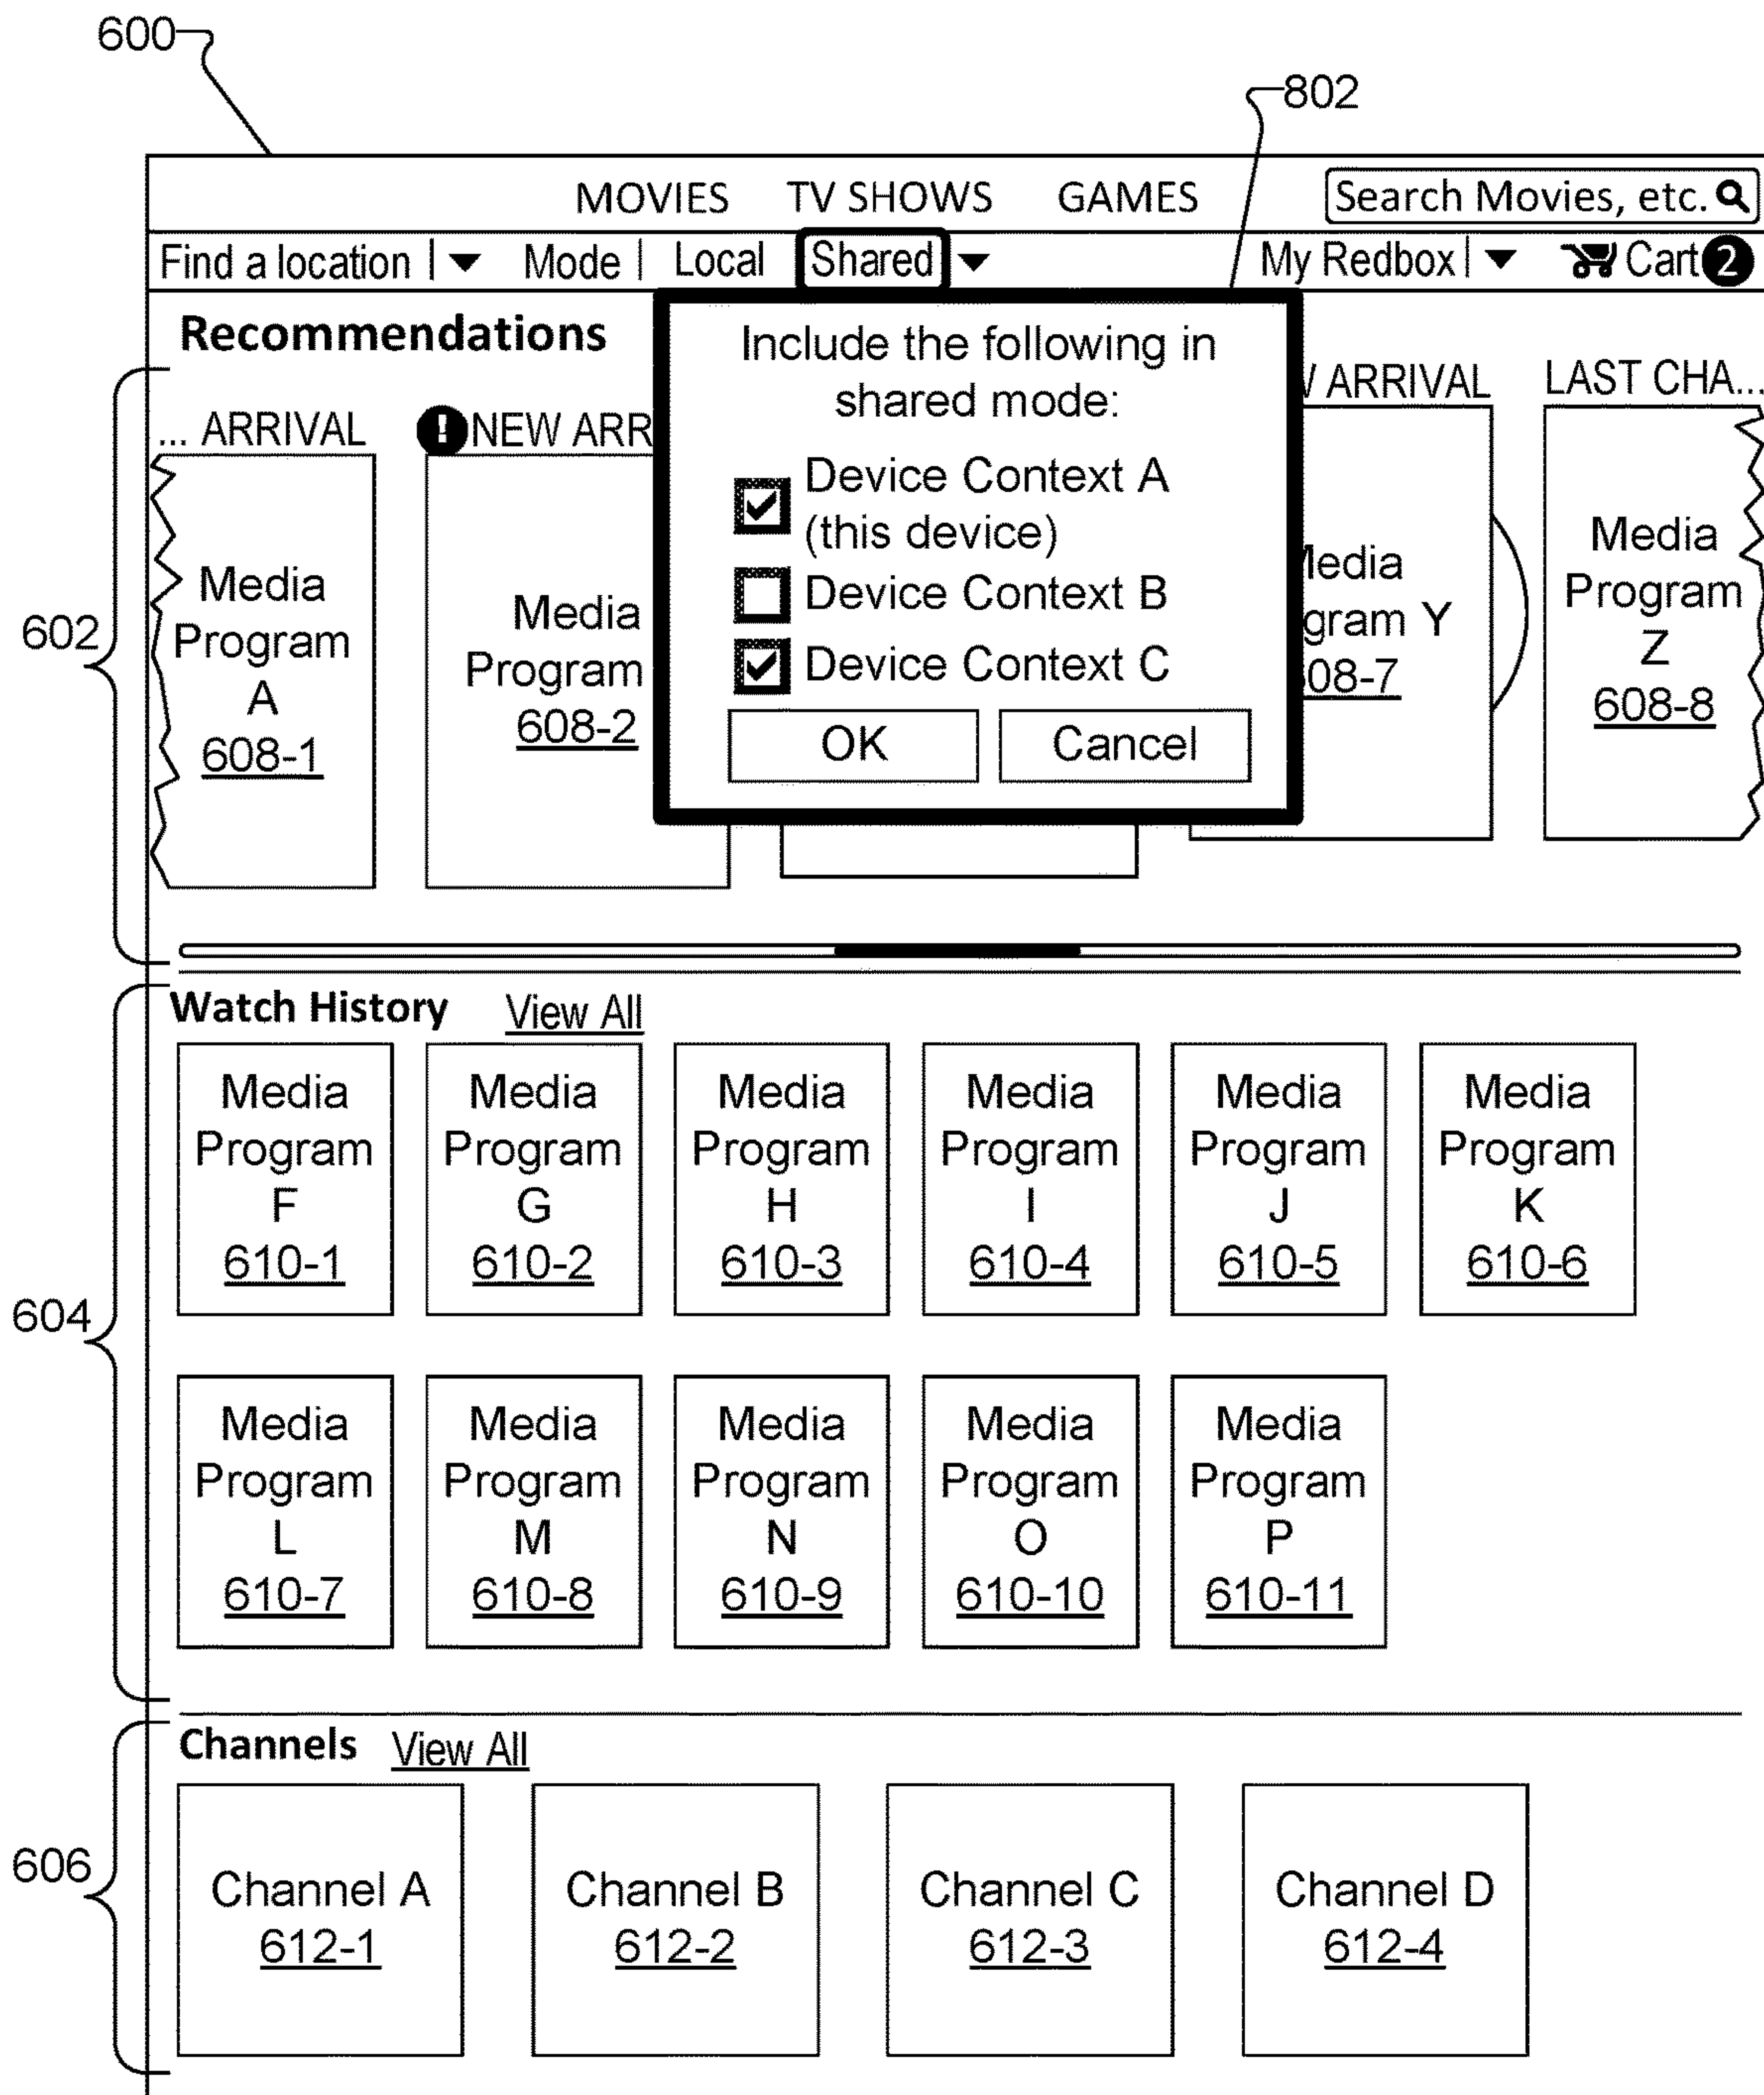 600
802
MOVIES TV SHOWS GAMES Search Movies, etc.
Find a location | Mode | Local Shared My Redbox | Cart 2
Recommendations
Include the following in
shared mode:
Device Context A
(this device)
Device Context B
Device Context C
OK Cancel
602
... ARRIVAL
! NEW ARR
ARRIVAL
LAST CHA...
Media
Program
A
608-1
Media
Program
608-2
edia
gram Y
08-7
Media
Program
Z
608-8
604
Watch History View All
Media
Program
F
610-1
Media
Program
G
610-2
Media
Program
H
610-3
Media
Program
I
610-4
Media
Program
J
610-5
Media
Program
K
610-6
Media
Program
L
610-7
Media
Program
M
610-8
Media
Program
N
610-9
Media
Program
O
610-10
Media
Program
P
610-11
606
Channels View All
Channel A
612-1
Channel B
612-2
Channel C
612-3
Channel D
612-4